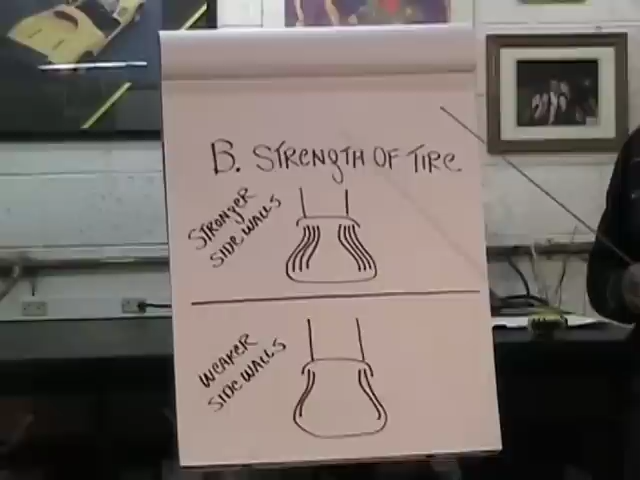 B. STRENGTH OF TIRE
STRONGER
SIDE WALLS
WEAKER
SIDE WALLS